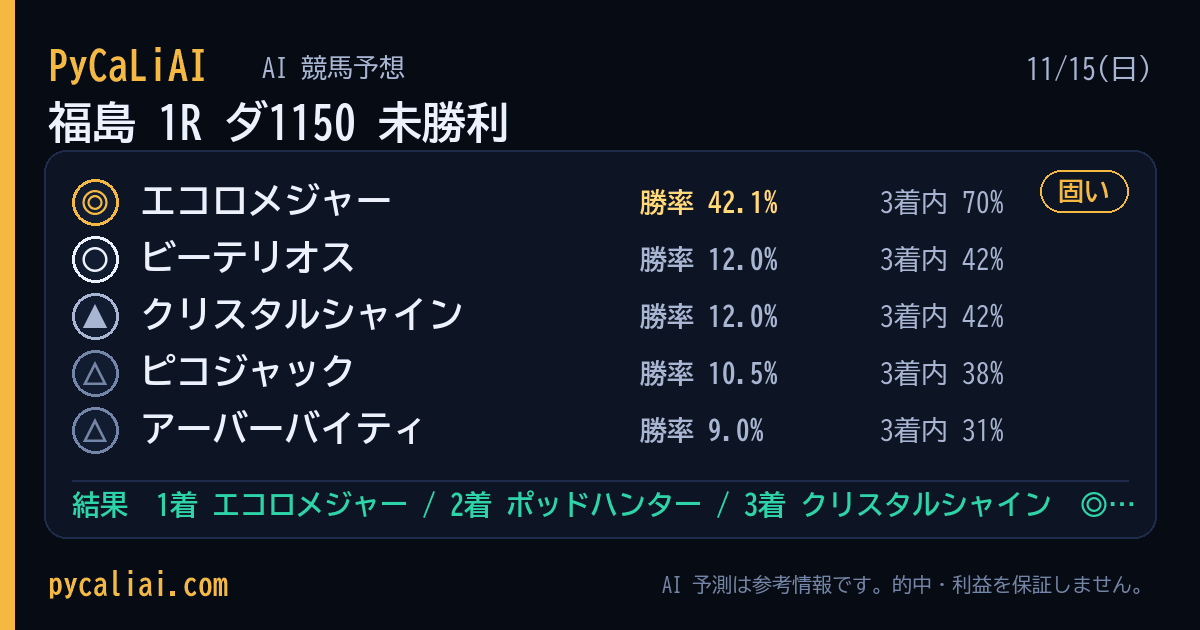 PyCaLiAI AI 競馬予想 11/15(日)
福島 1R ダ1150 未勝利
◎ エコロメジャー 勝率 42.1% 3着内 70% 固い
○ ビーテリオス 勝率 12.0% 3着内 42%
▲ クリスタルシャイン 勝率 12.0% 3着内 42%
△ ピコジャック 勝率 10.5% 3着内 38%
△ アーバーバイティ 勝率 9.0% 3着内 31%
結果 1着 エコロメジャー / 2着 ポッドハンター / 3着 クリスタルシャイン ◎…
pycaliai.com AI 予測は参考情報です。的中・利益を保証しません。